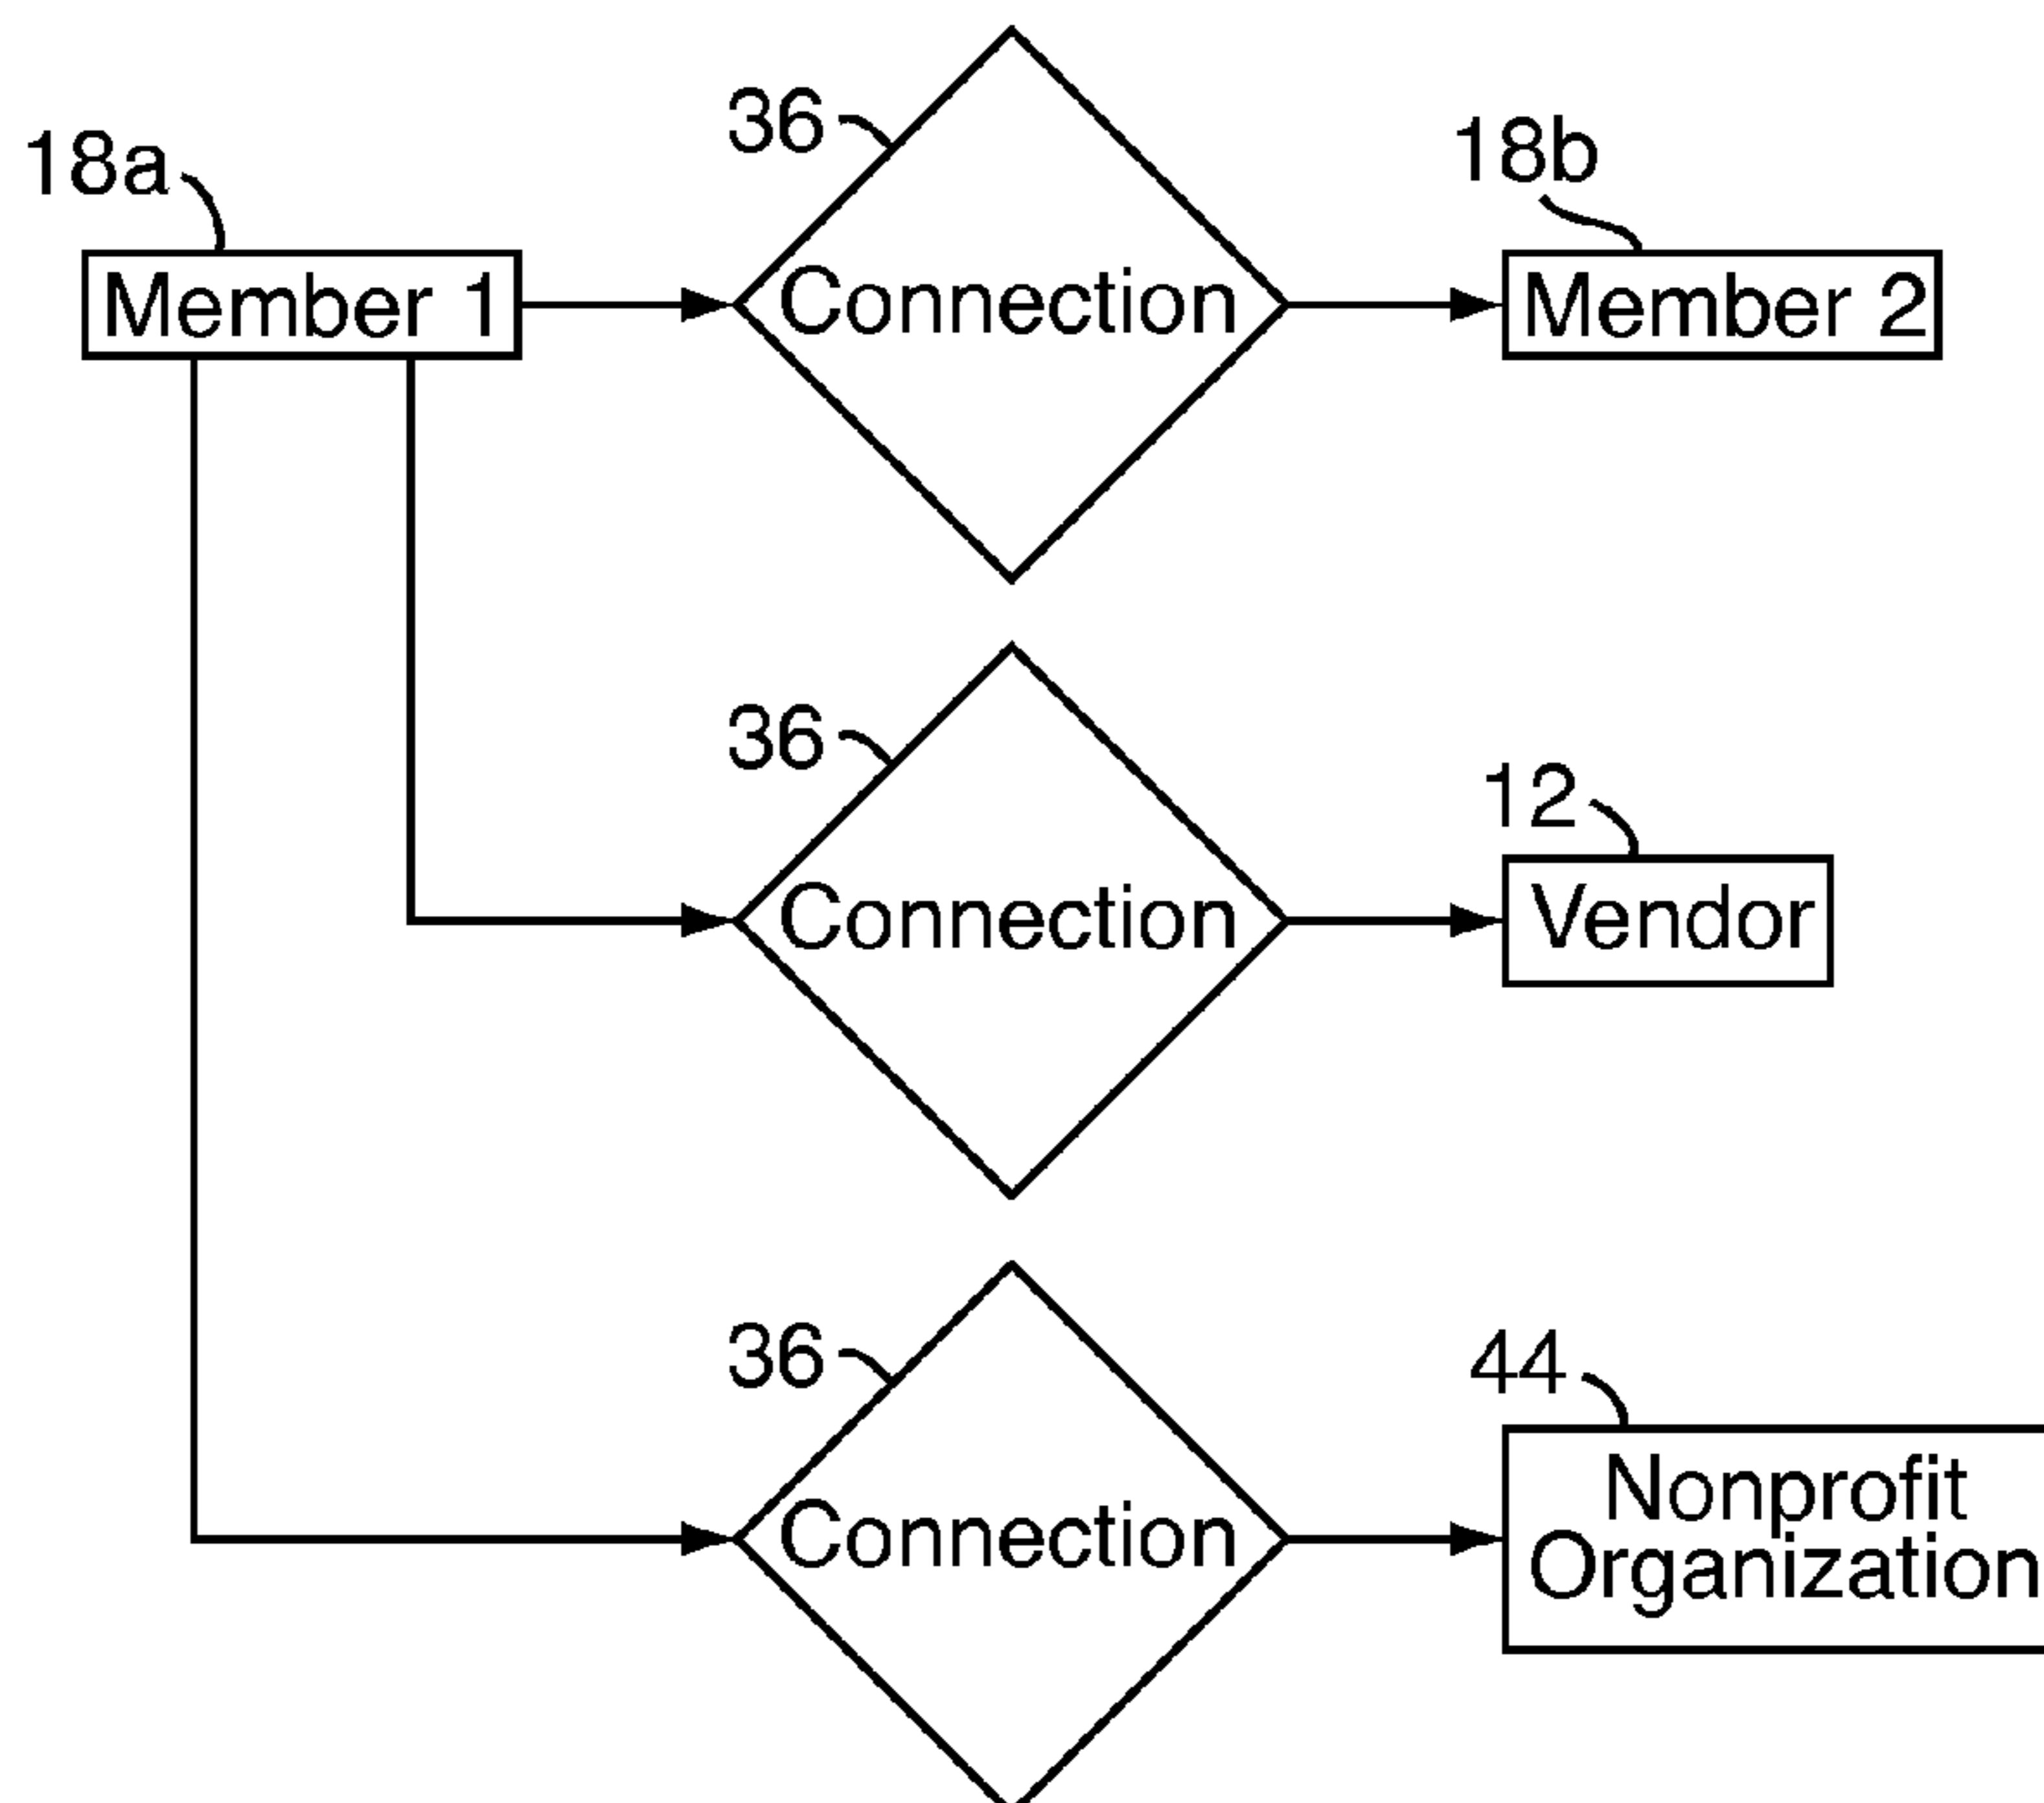 36
18a
18b
Member 1
Connection
Member 2
36
12
Connection
Vendor
36
44
Connection
Nonprofit
Organization